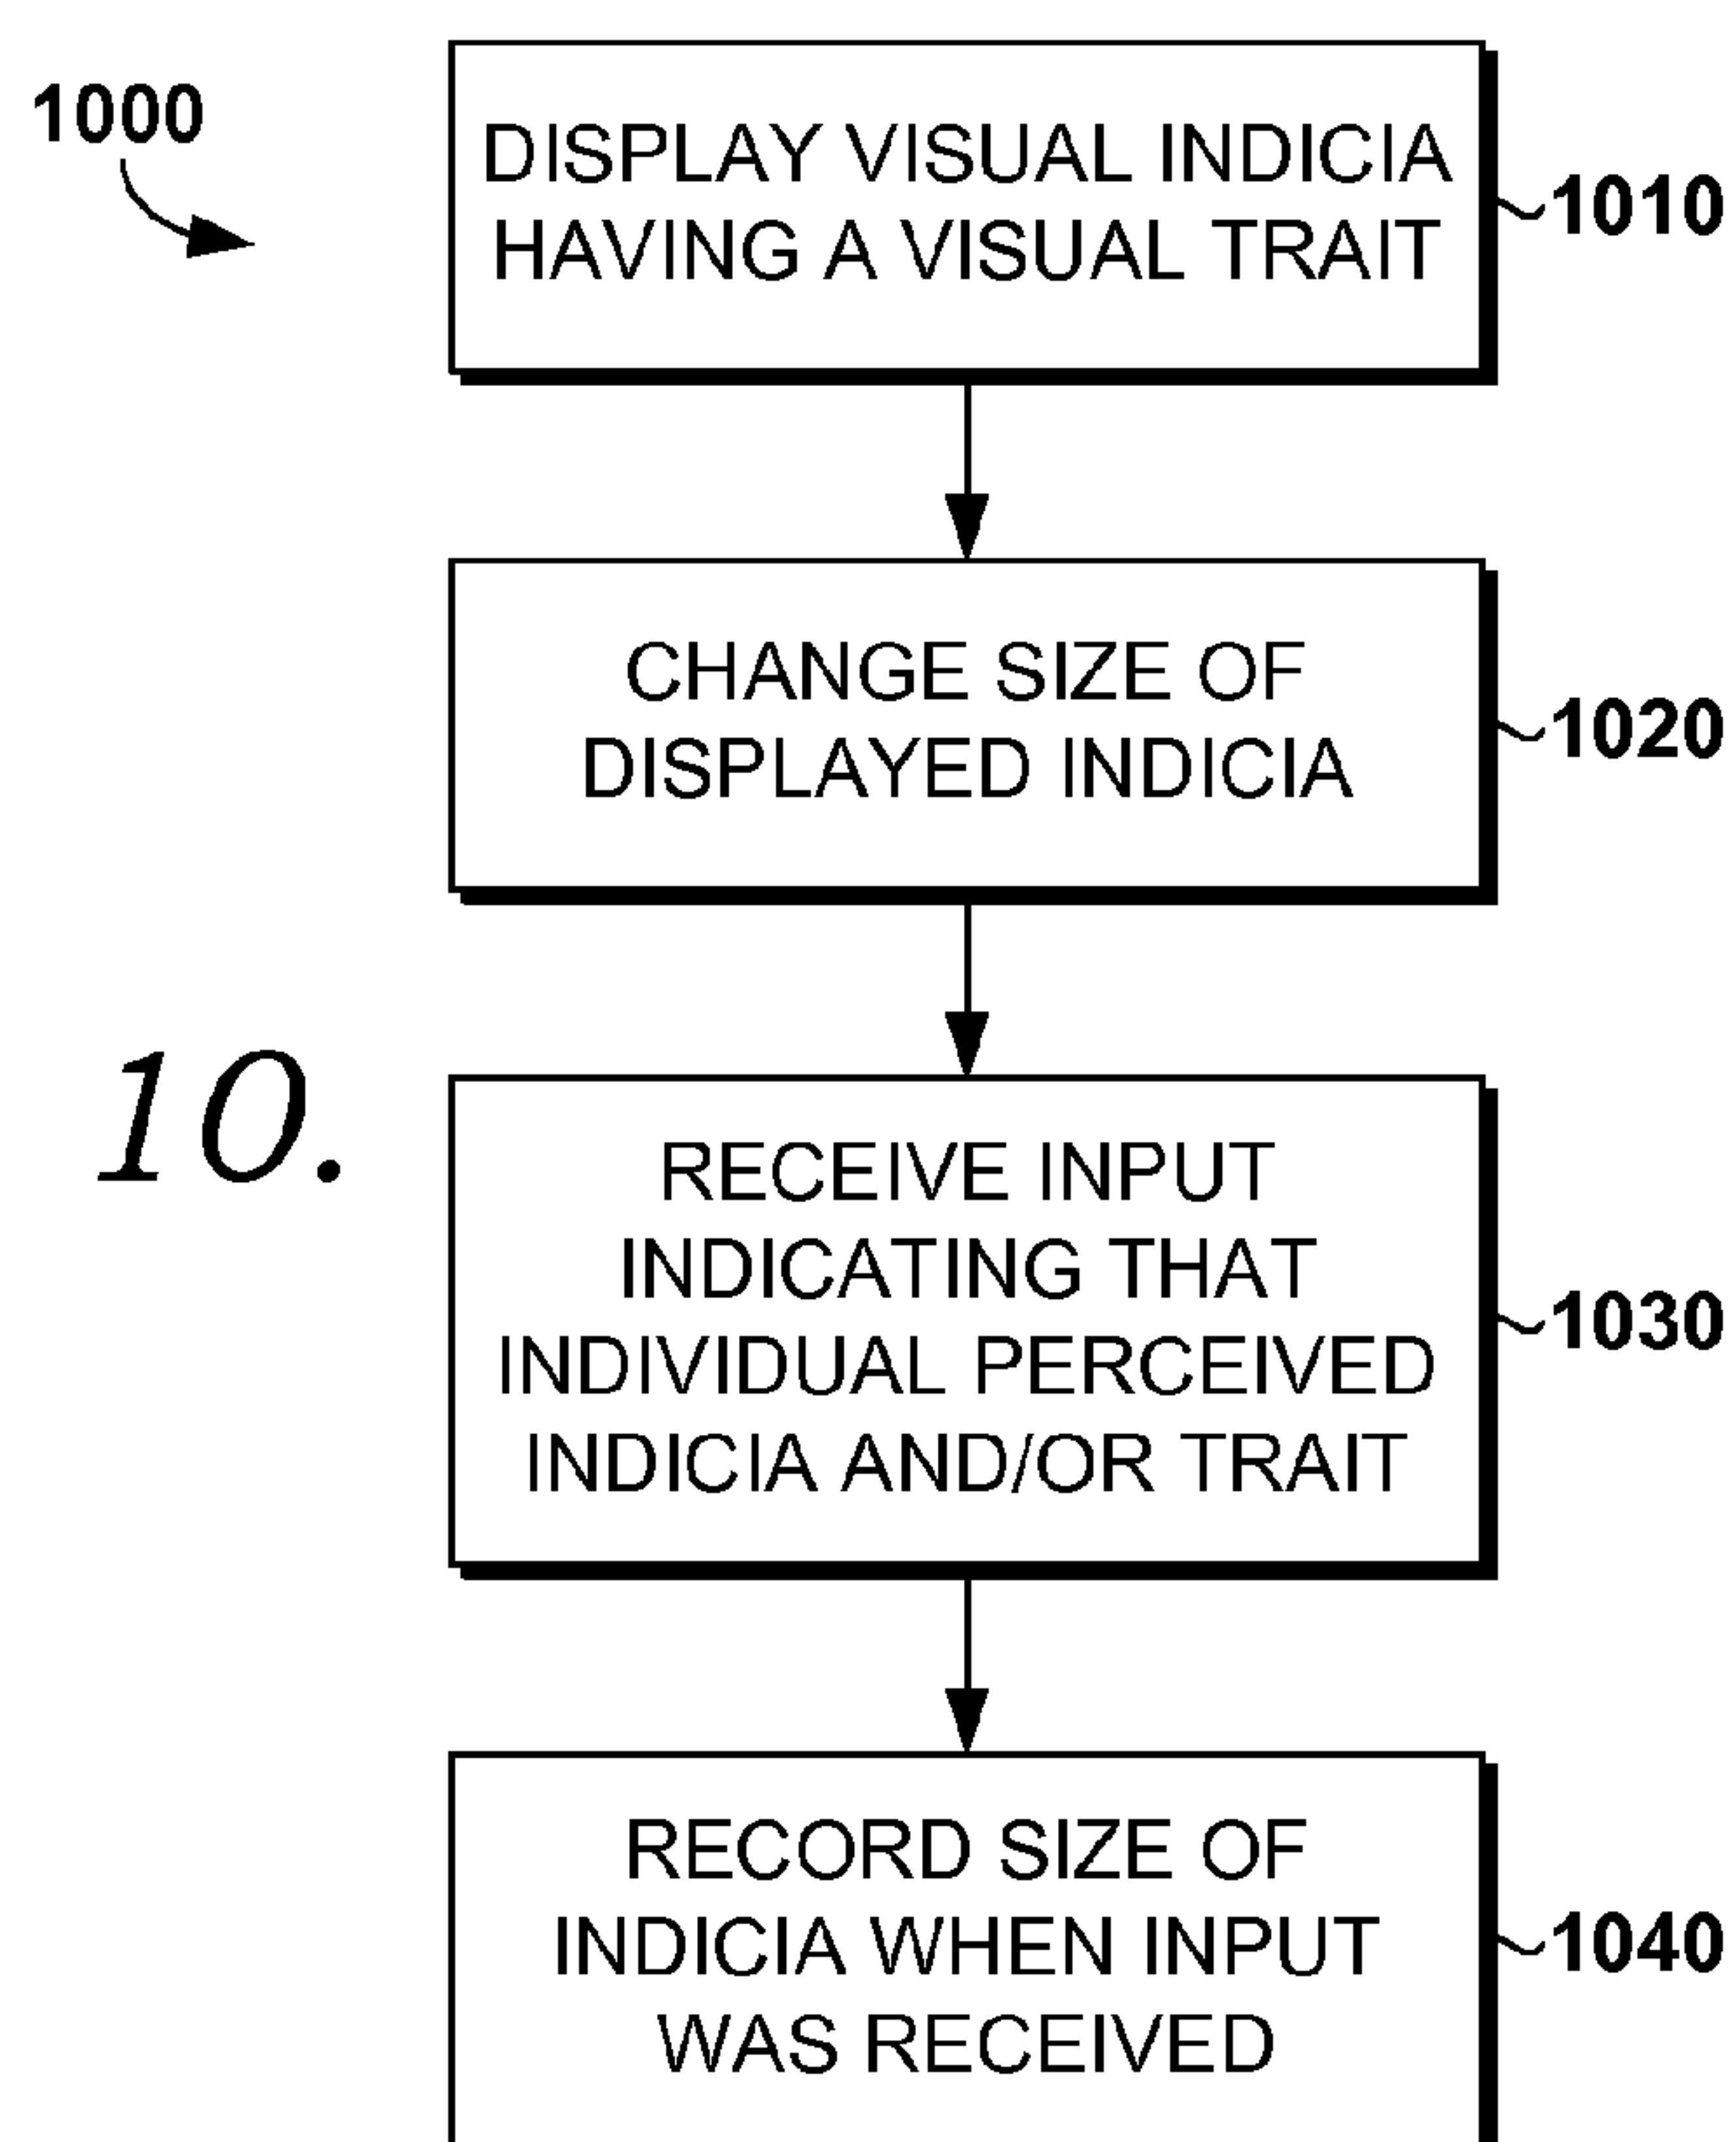 1000
DISPLAY VISUAL INDICIA
HAVING A VISUAL TRAIT
1010
CHANGE SIZE OF
DISPLAYED INDICIA
1020
10.
RECEIVE INPUT
INDICATING THAT
INDIVIDUAL PERCEIVED
INDICIA AND/OR TRAIT
1030
RECORD SIZE OF
INDICIA WHEN INPUT
WAS RECEIVED
1040